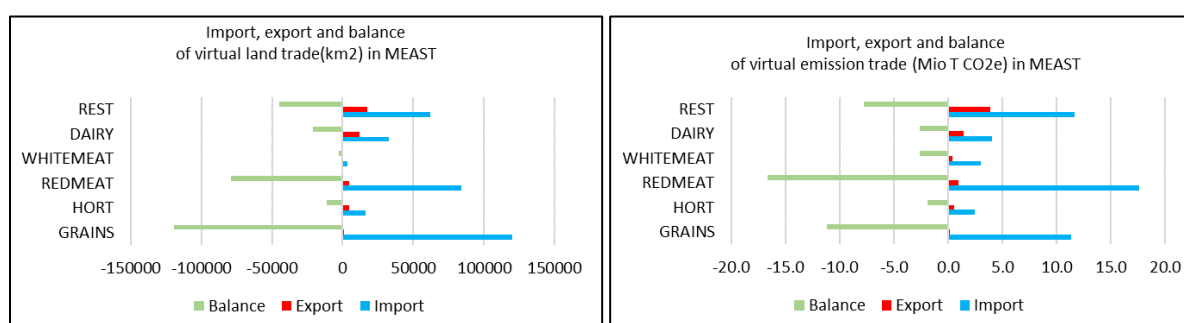 Import, export and balance
of virtual land trade(km2) in MEAST
REST
DAIRY
WHITEMEAT
REDMEAT
HORT
GRAINS
-150000 -100000 -50000 0 50000 100000 150000
Balance Export Import
Import, export and balance
of virtual emission trade (Mio T CO2e) in MEAST
REST
DAIRY
WHITEMEAT
REDMEAT
HORT
GRAINS
-20.0 -15.0 -10.0 -5.0 0.0 5.0 10.0 15.0 20.0
Balance Export Import